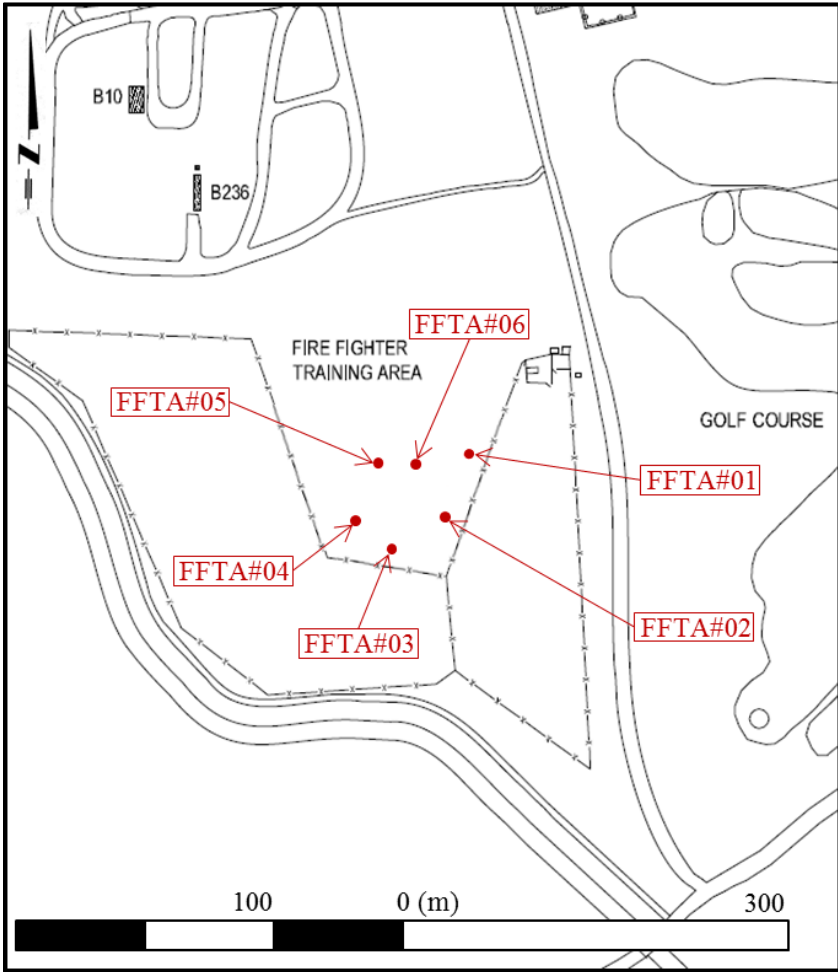 B10
N
B236
FFTA#06
FIRE FIGHTER
TRAINING AREA
FFTA#05
GOLF COURSE
FFTA#01
FFTA#04
FFTA#03
FFTA#02
100 0 (m) 300